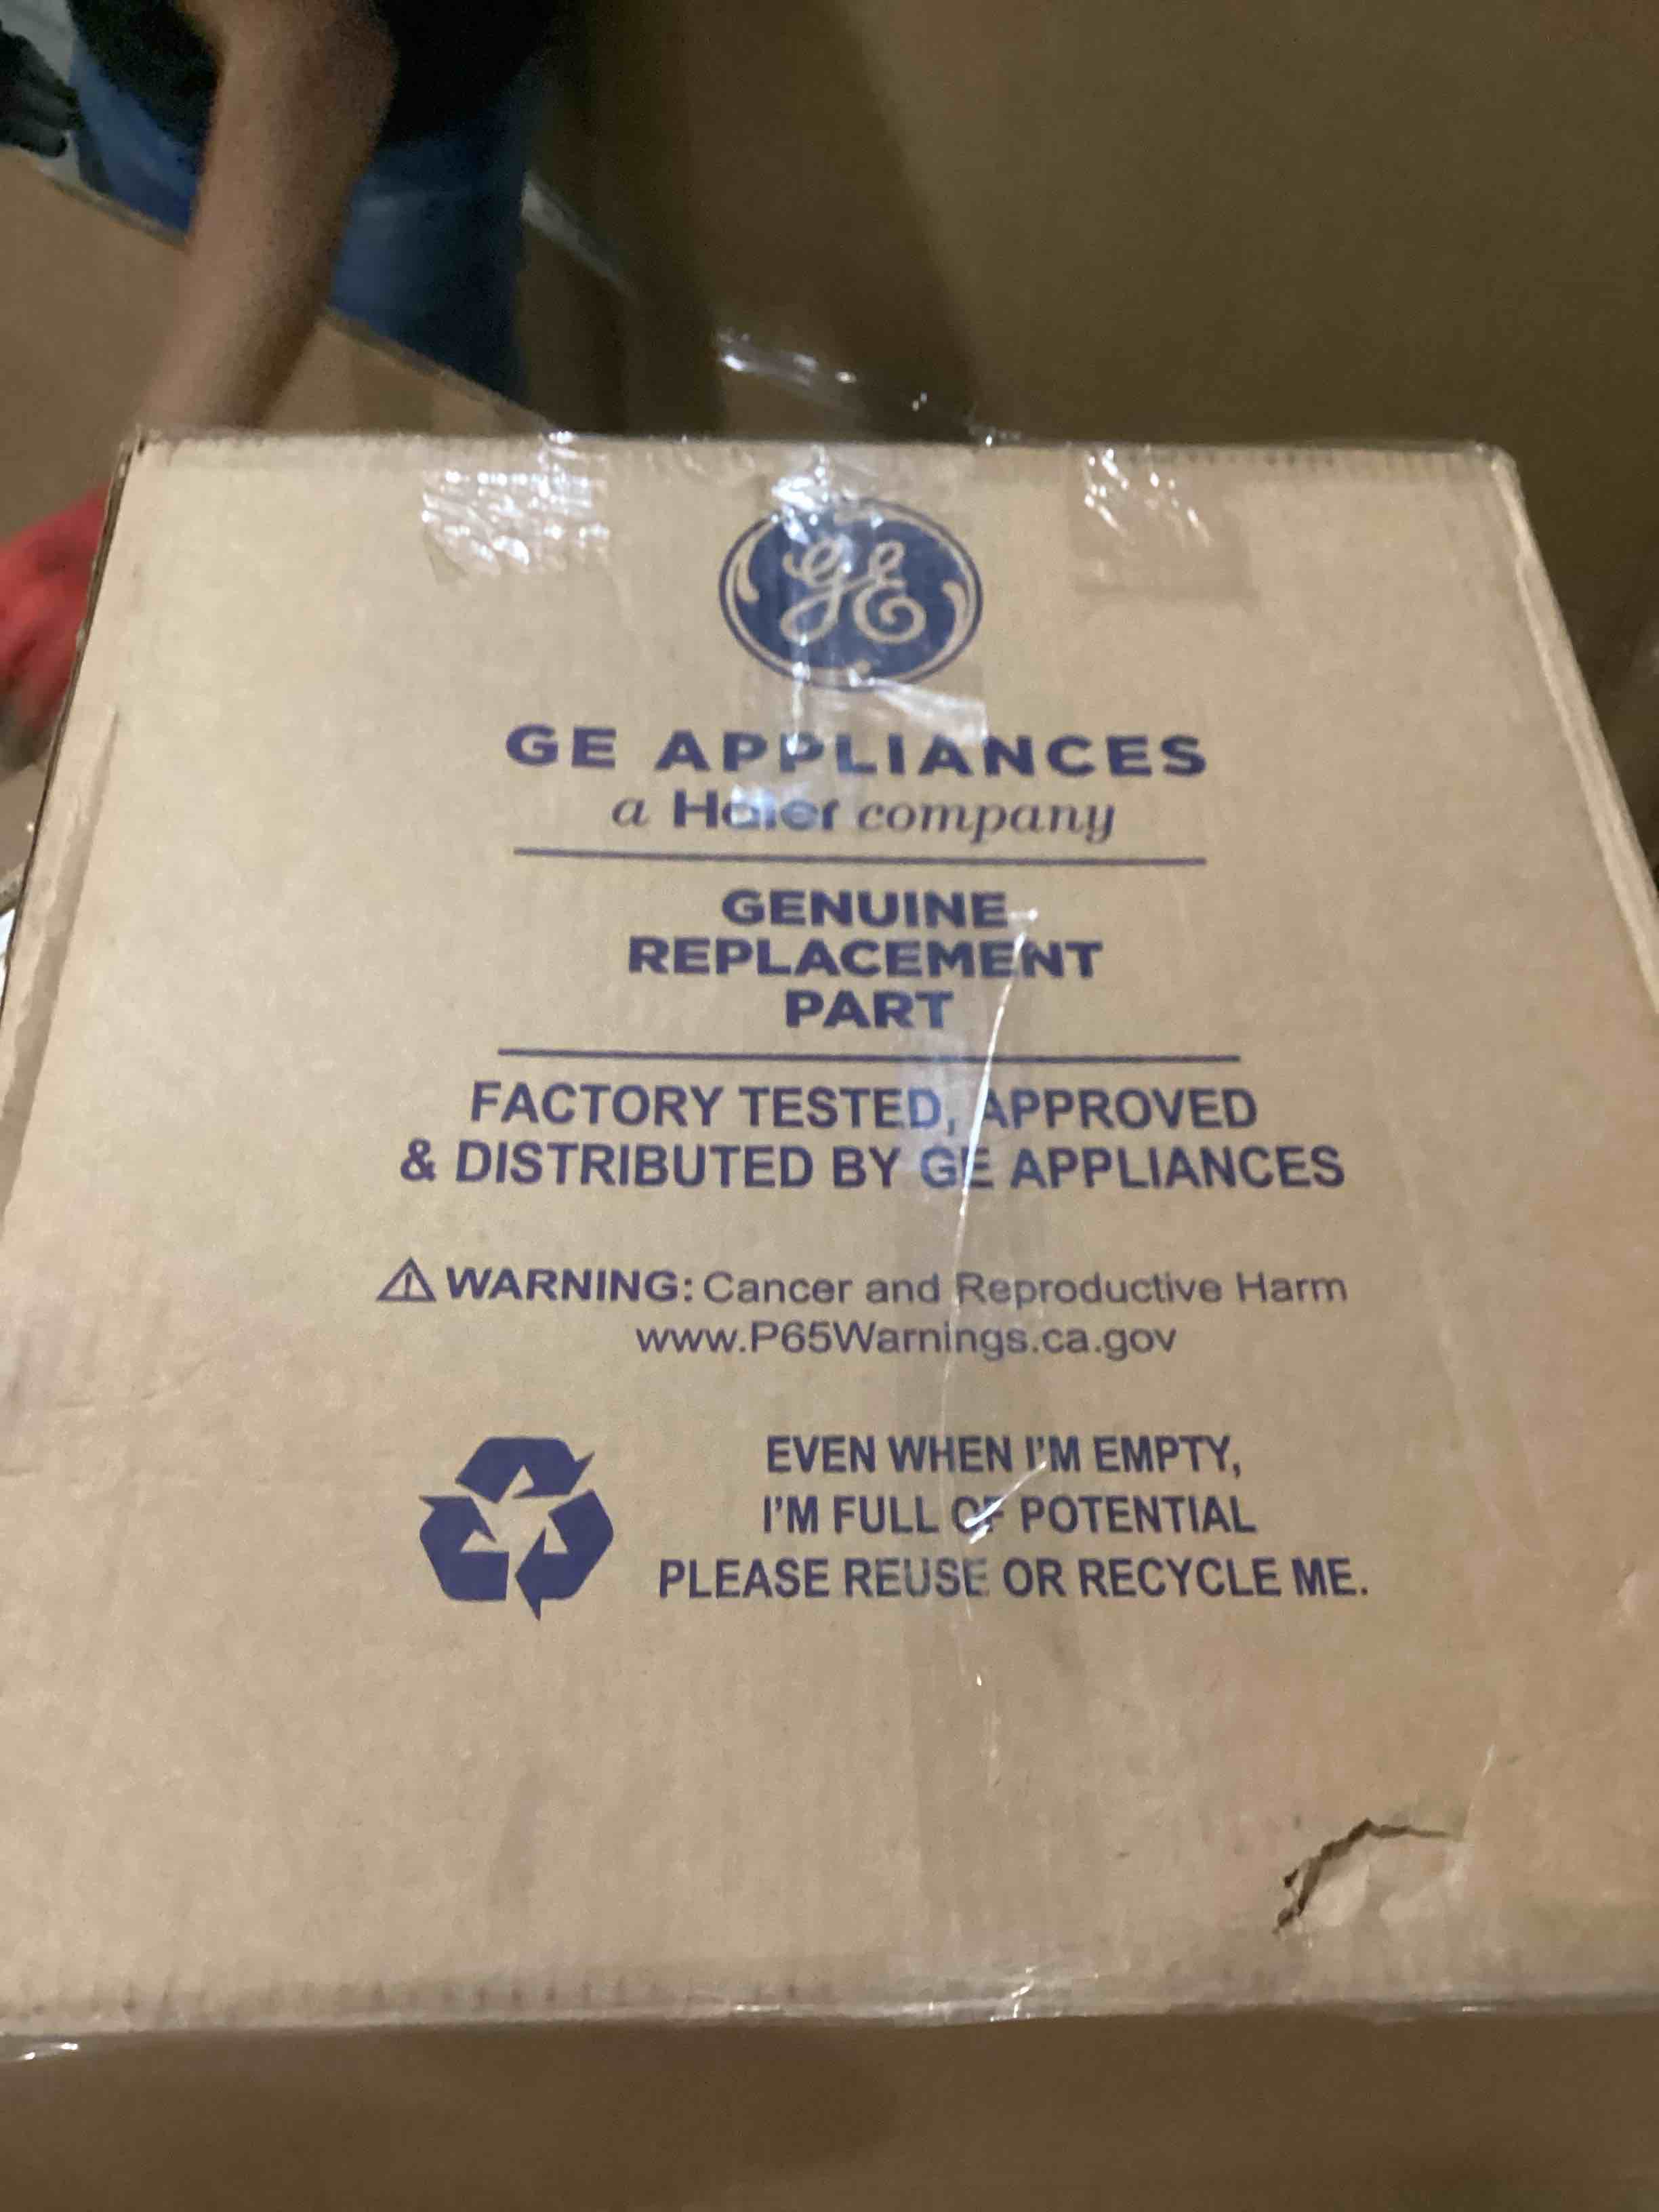 GE
GE APPLIANCES
a Haier company
GENUINE
REPLACEMENT
PART
FACTORY TESTED, APPROVED
& DISTRIBUTED BY GE APPLIANCES
WARNING: Cancer and Reproductive Harm
www.P65Warnings.ca.gov
EVEN WHEN I'M EMPTY,
I'M FULL OF POTENTIAL
PLEASE REUSE OR RECYCLE ME.